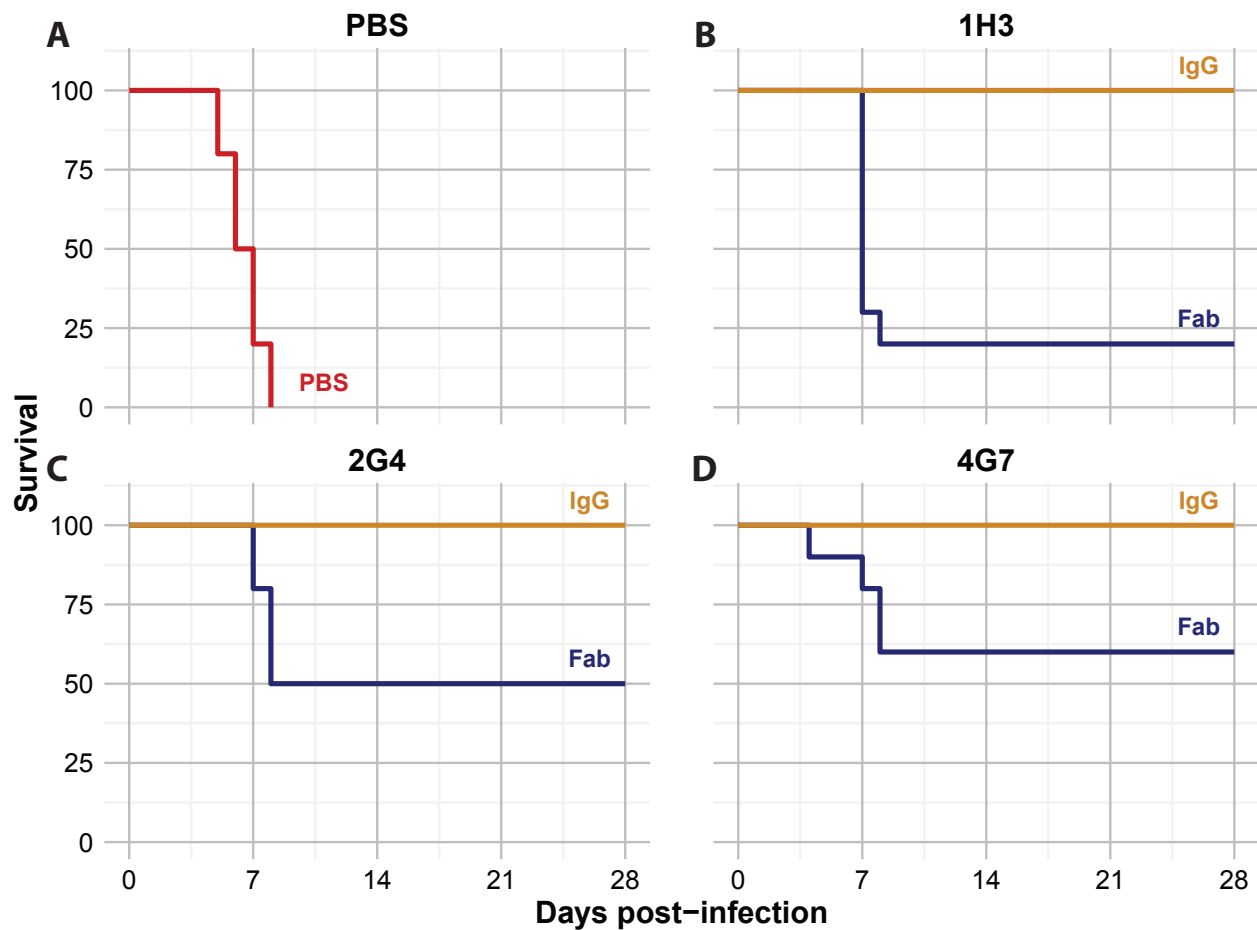 A
PBS
100
75
50
25
0
PBS
B
1H3
IgG
Fab
Survival
C
2G4
100
75
50
25
0
IgG
Fab
0 7 14 21 28
D
4G7
IgG
Fab
0 7 14 21 28
Days post−infection